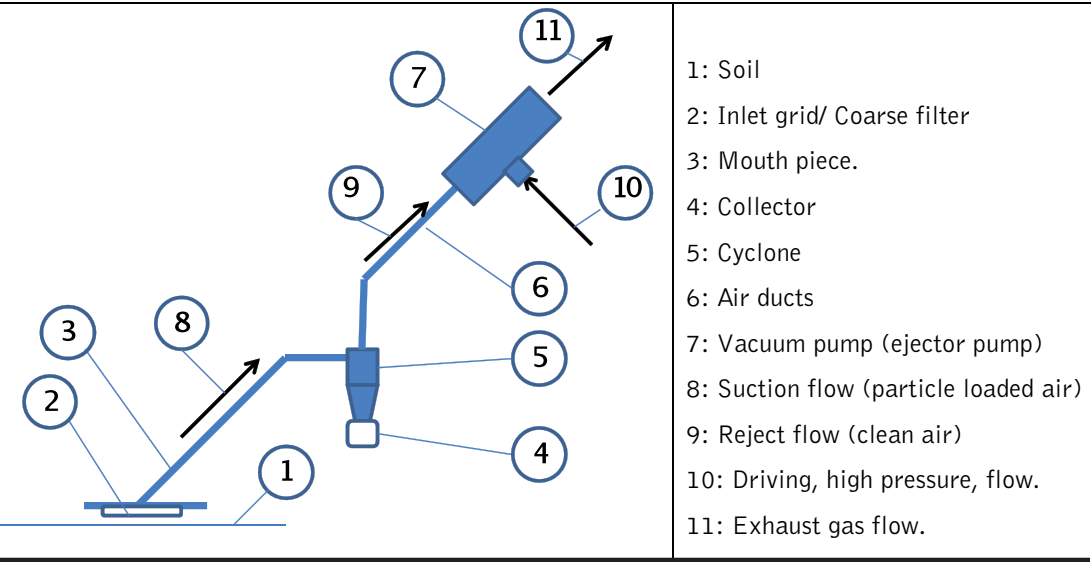 11
7
9
10
6
8
3
5
2
4
1
1: Soil
2: Inlet grid/ Coarse filter
3: Mouth piece.
4: Collector
5: Cyclone
6: Air ducts
7: Vacuum pump (ejector pump)
8: Suction flow (particle loaded air)
9: Reject flow (clean air)
10: Driving, high pressure, flow.
11: Exhaust gas flow.